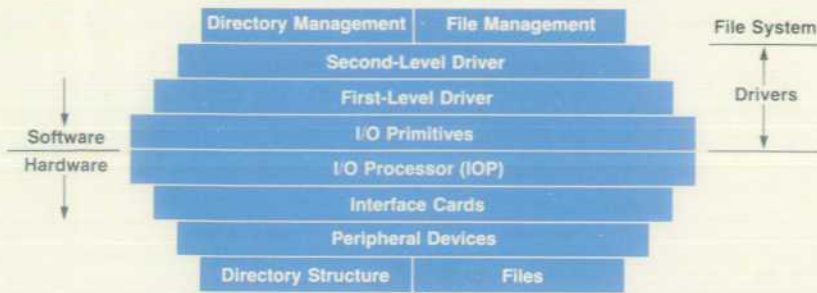 Directory Management File Management
File System
Second-Level Driver
First-Level Driver
Drivers
I/O Primitives
Software
Hardware
I/O Processor (IOP)
Interface Cards
Peripheral Devices
Directory Structure Files